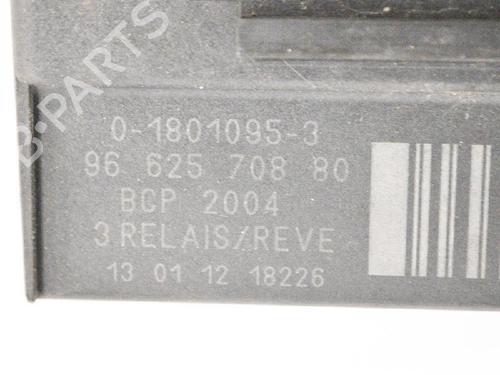 B-PARTS
0-1801095-3
96 625 708 80
BCP 2004
3 RELAIS/REVE
13 01 12 18226